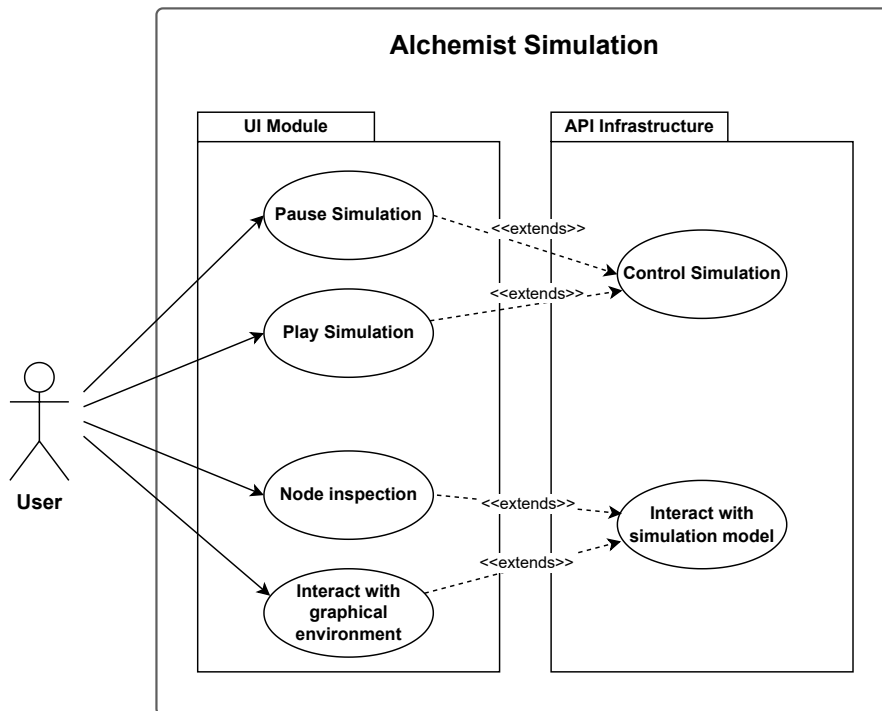 Alchemist Simulation
UI Module
API Infrastructure
Pause Simulation
<<extends>>
Control Simulation
<<extends>>
Play Simulation
User
Node inspection
<<extends>>
Interact with
simulation model
<<extends>>
Interact with
graphical
environment